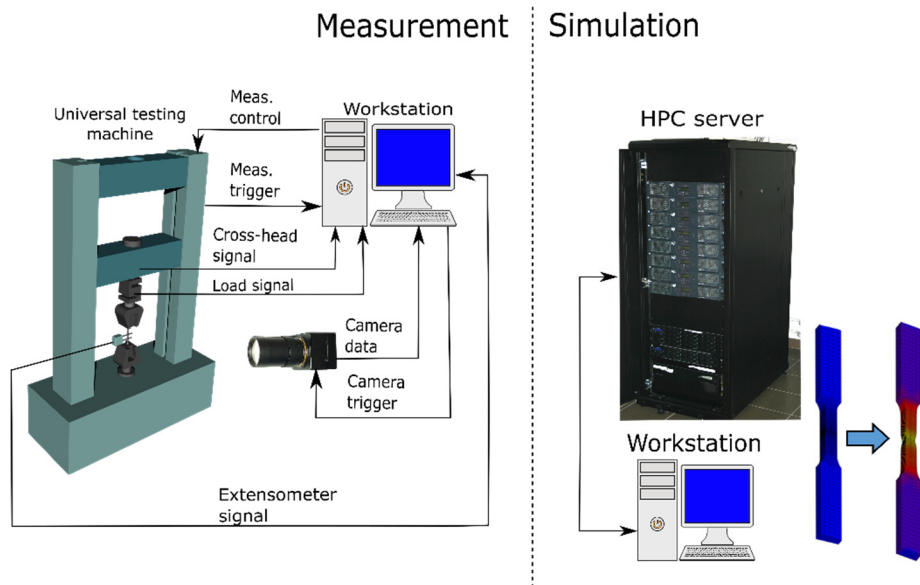 Measurement
Simulation
Universal testing
machine
Meas.
control
Workstation
Meas.
trigger
Cross-head
signal
Load signal
Camera
data
Camera
trigger
Extensometer
signal
HPC server
Workstation